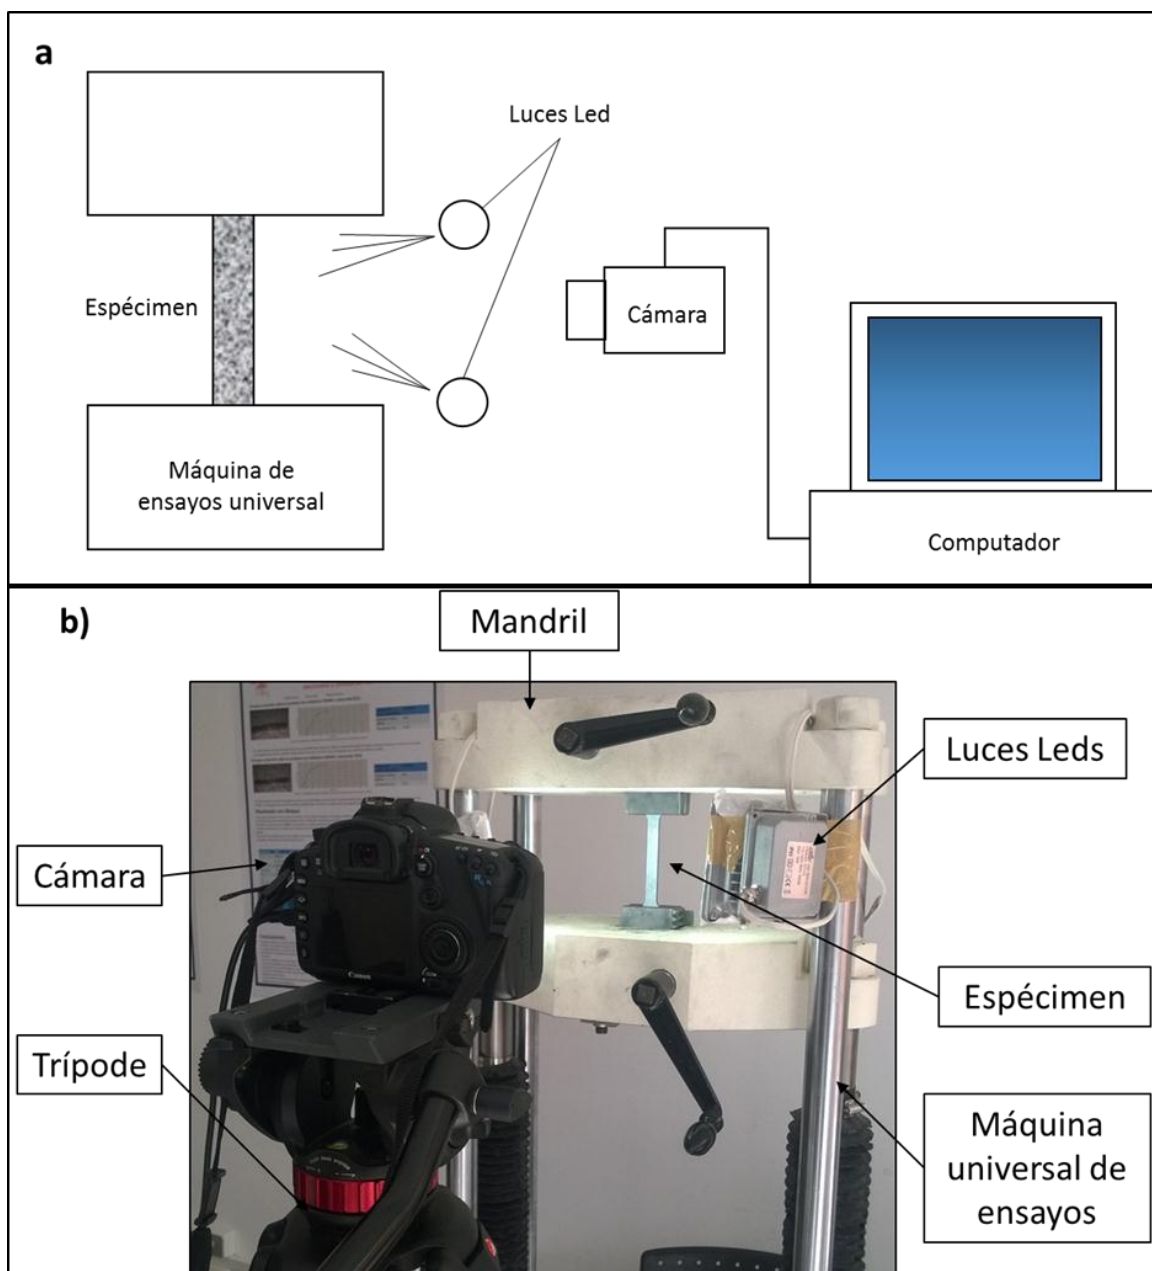 a
Luces Led
Espécimen
Cámara
Máquina de
ensayos universal
Computador
b)
Mandril
Luces Leds
Cámara
Canon
Espécimen
Trípode
Máquina
universal de
ensayos